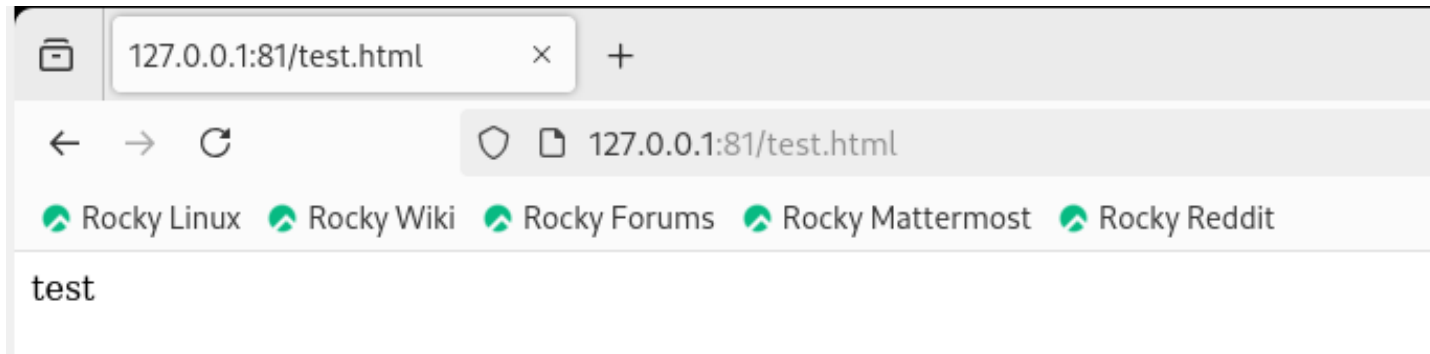 127.0.0.1:81/test.html
127.0.0.1:81/test.html
Rocky Linux Rocky Wiki Rocky Forums Rocky Mattermost Rocky Reddit
test